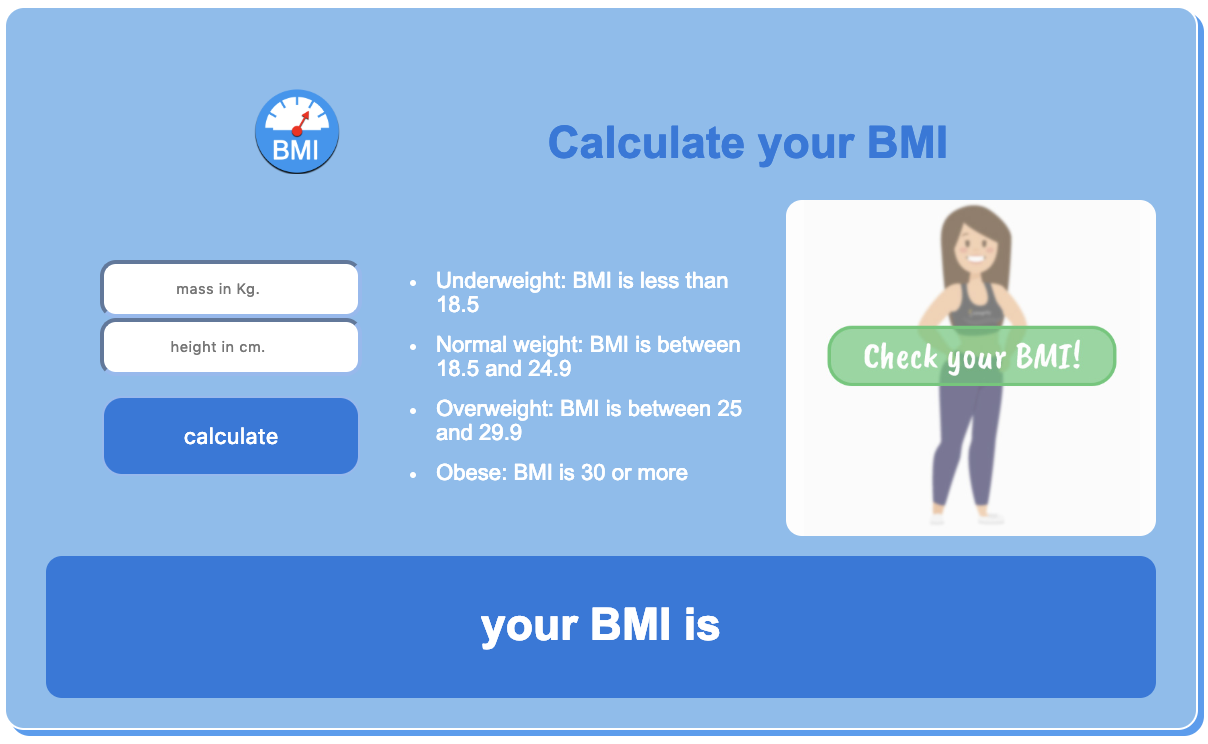 BMI
Calculate your BMI
mass in Kg.
height in cm.
calculate
Underweight: BMI is less than
18.5
Normal weight: BMI is between
18.5 and 24.9
Overweight: BMI is between 25
and 29.9
Obese: BMI is 30 or more
Check your BMI!
your BMI is